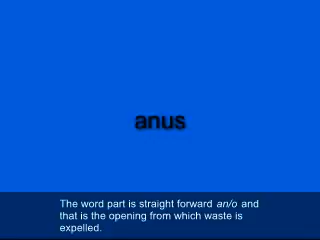 anus
The word part is straight forward an/o and
that is the opening from which waste is
expelled.